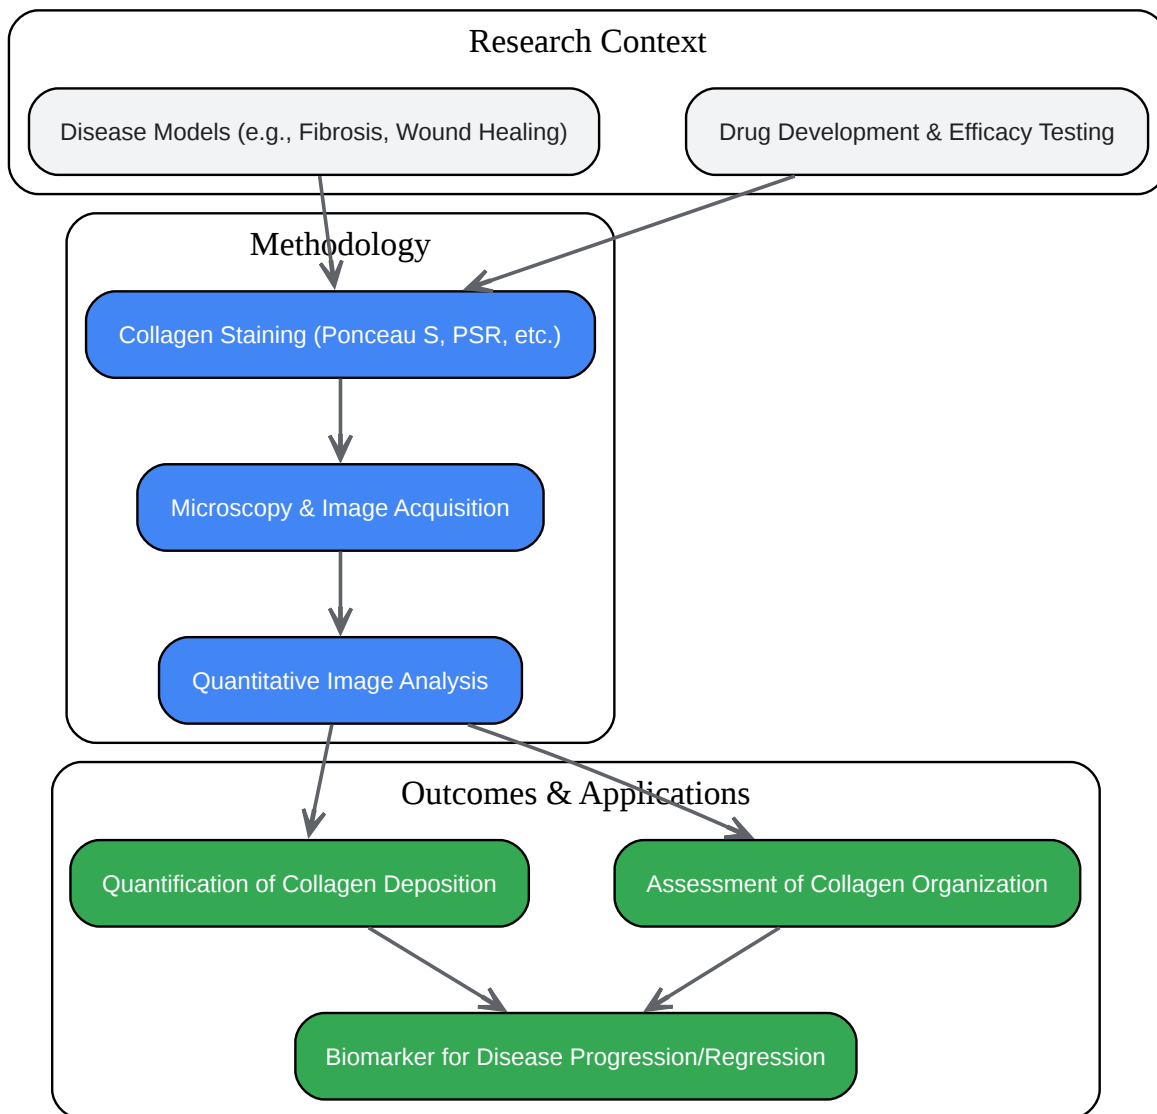 Research Context
Disease Models (e.g., Fibrosis, Wound Healing)
Drug Development & Efficacy Testing
Methodology
Collagen Staining (Ponceau S, PSR, etc.)
Microscopy & Image Acquisition
Quantitative Image Analysis
Outcomes & Applications
Quantification of Collagen Deposition
Assessment of Collagen Organization
Biomarker for Disease Progression/Regression